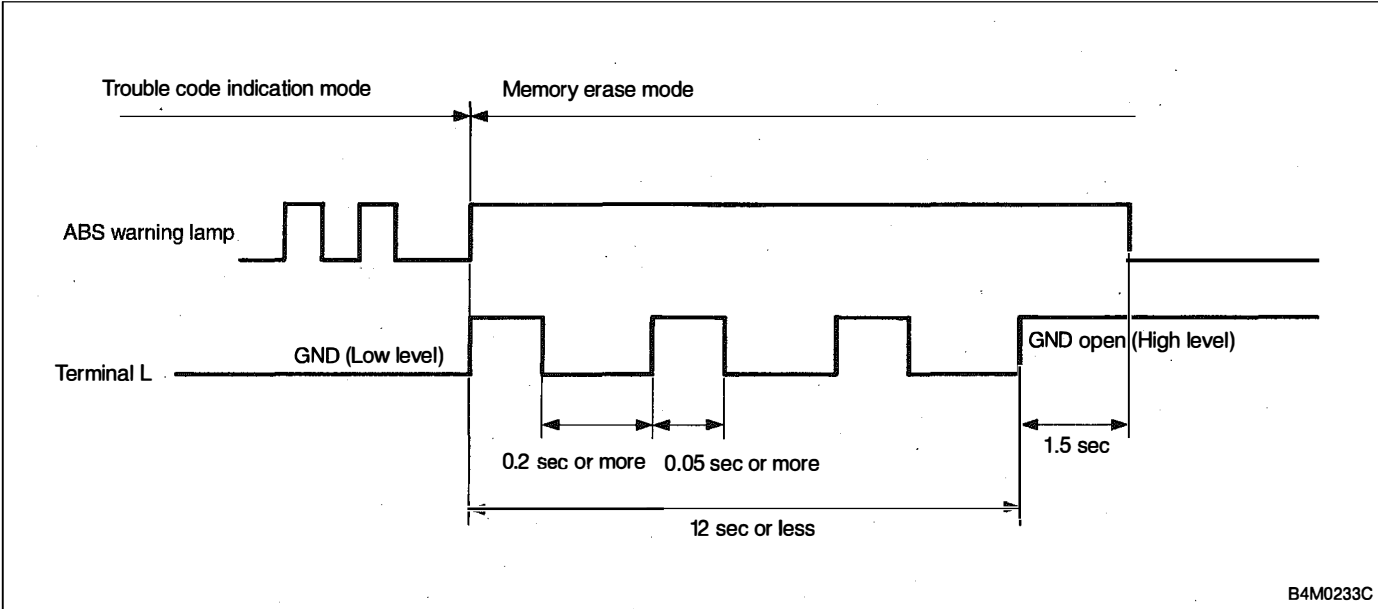 Trouble code indication mode
Memory erase mode
ABS warning lamp
GND (Low level)
GND open (High level)
Terminal L
0.2 sec or more
0.05 sec or more
1.5 sec
12 sec or less
B4M0233C